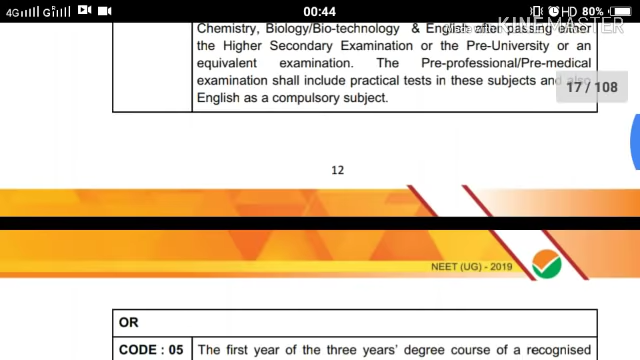 4G G 00:44 HD 80%
KINEMASTER
Chemistry, Biology/Bio-technology & English after passing either
the Higher Secondary Examination or the Pre-University or an
equivalent examination. The Pre-professional/Pre-medical
examination shall include practical tests in these subjects and also
English as a compulsory subject.
17 / 108
12
NEET (UG) - 2019
OR
CODE : 05 The first year of the three years' degree course of a recognised